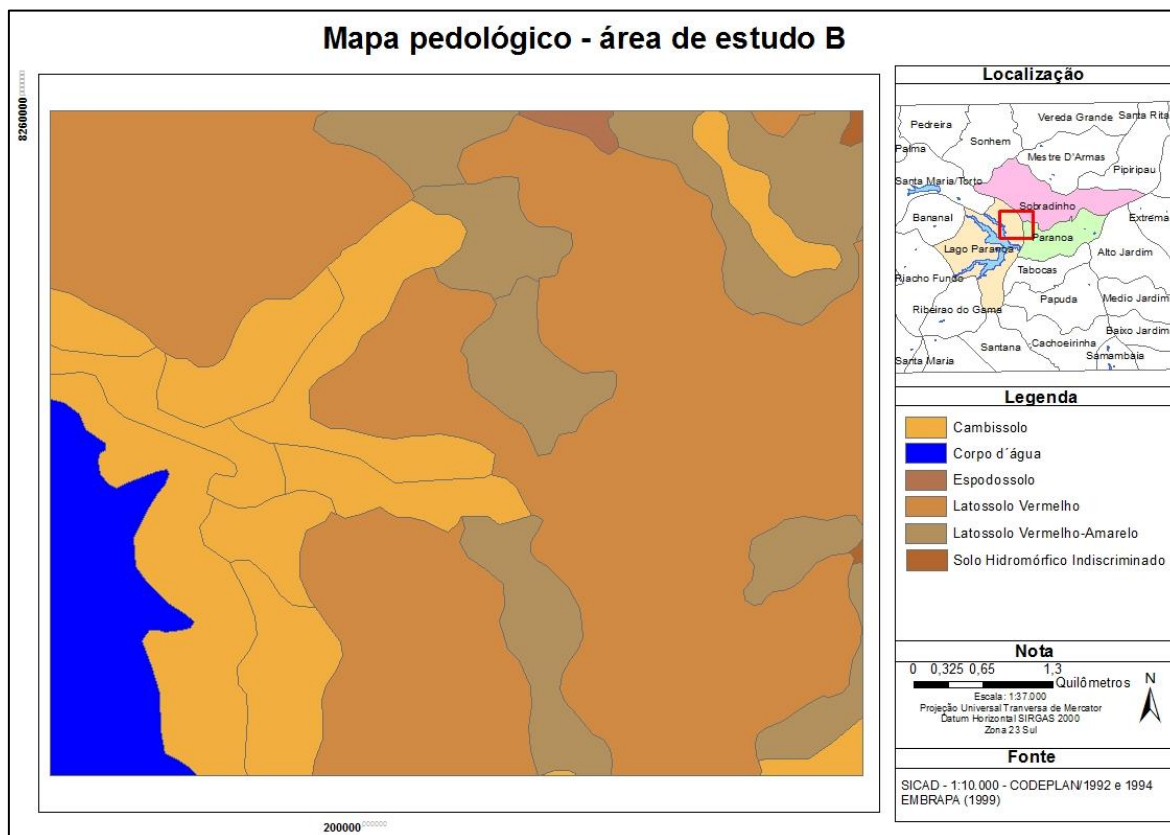 Mapa pedológico - área de estudo B
8260000
200000
Localização
Pedreira
Sonhem
Vereda Grande
Santa Rita
Palma
Mestre D'Armas
Pipiripau
Santa Maria/Torto
Sobradinho
Bananal
Extrema
Paranoa
Lago Paranoa
Alto Jardim
Riacho Fundo
Tabocas
Papuda
Medio Jardim
Ribeirao do Gama
Baixo Jardim
Santana
Cachoeirinha
Samambaia
Santa Maria
Legenda
Cambissolo
Corpo d´água
Espodossolo
Latossolo Vermelho
Latossolo Vermelho-Amarelo
Solo Hidromórfico Indiscriminado
Nota
0 0,325 0,65 1,3
Quilômetros
N
Escala: 1:37.000
Projeção Universal Tranversa de Mercator
Datum Horizontal SIRGAS 2000
Zona 23 Sul
Fonte
SICAD - 1:10.000 - CODEPLAN/1992 e 1994
EMBRAPA (1999)